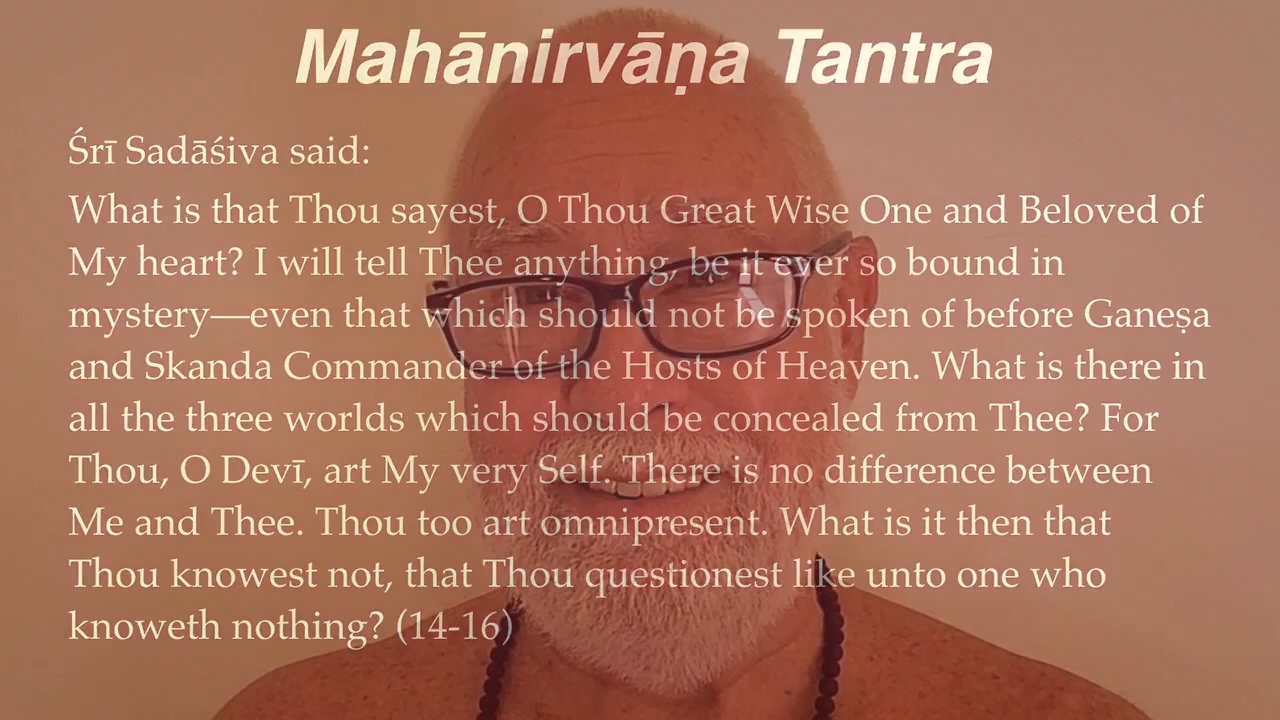 Mahānirvāṇa Tantra
Śrī Sadāśiva said:
What is that Thou sayest, O Thou Great Wise One and Beloved of
My heart? I will tell Thee anything, be it ever so bound in
mystery—even that which should not be spoken of before Ganeṣa
and Skanda Commander of the Hosts of Heaven. What is there in
all the three worlds which should be concealed from Thee? For
Thou, O Devī, art My very Self. There is no difference between
Me and Thee. Thou too art omnipresent. What is it then that
Thou knowest not, that Thou questionest like unto one who
knoweth nothing? (14-16)